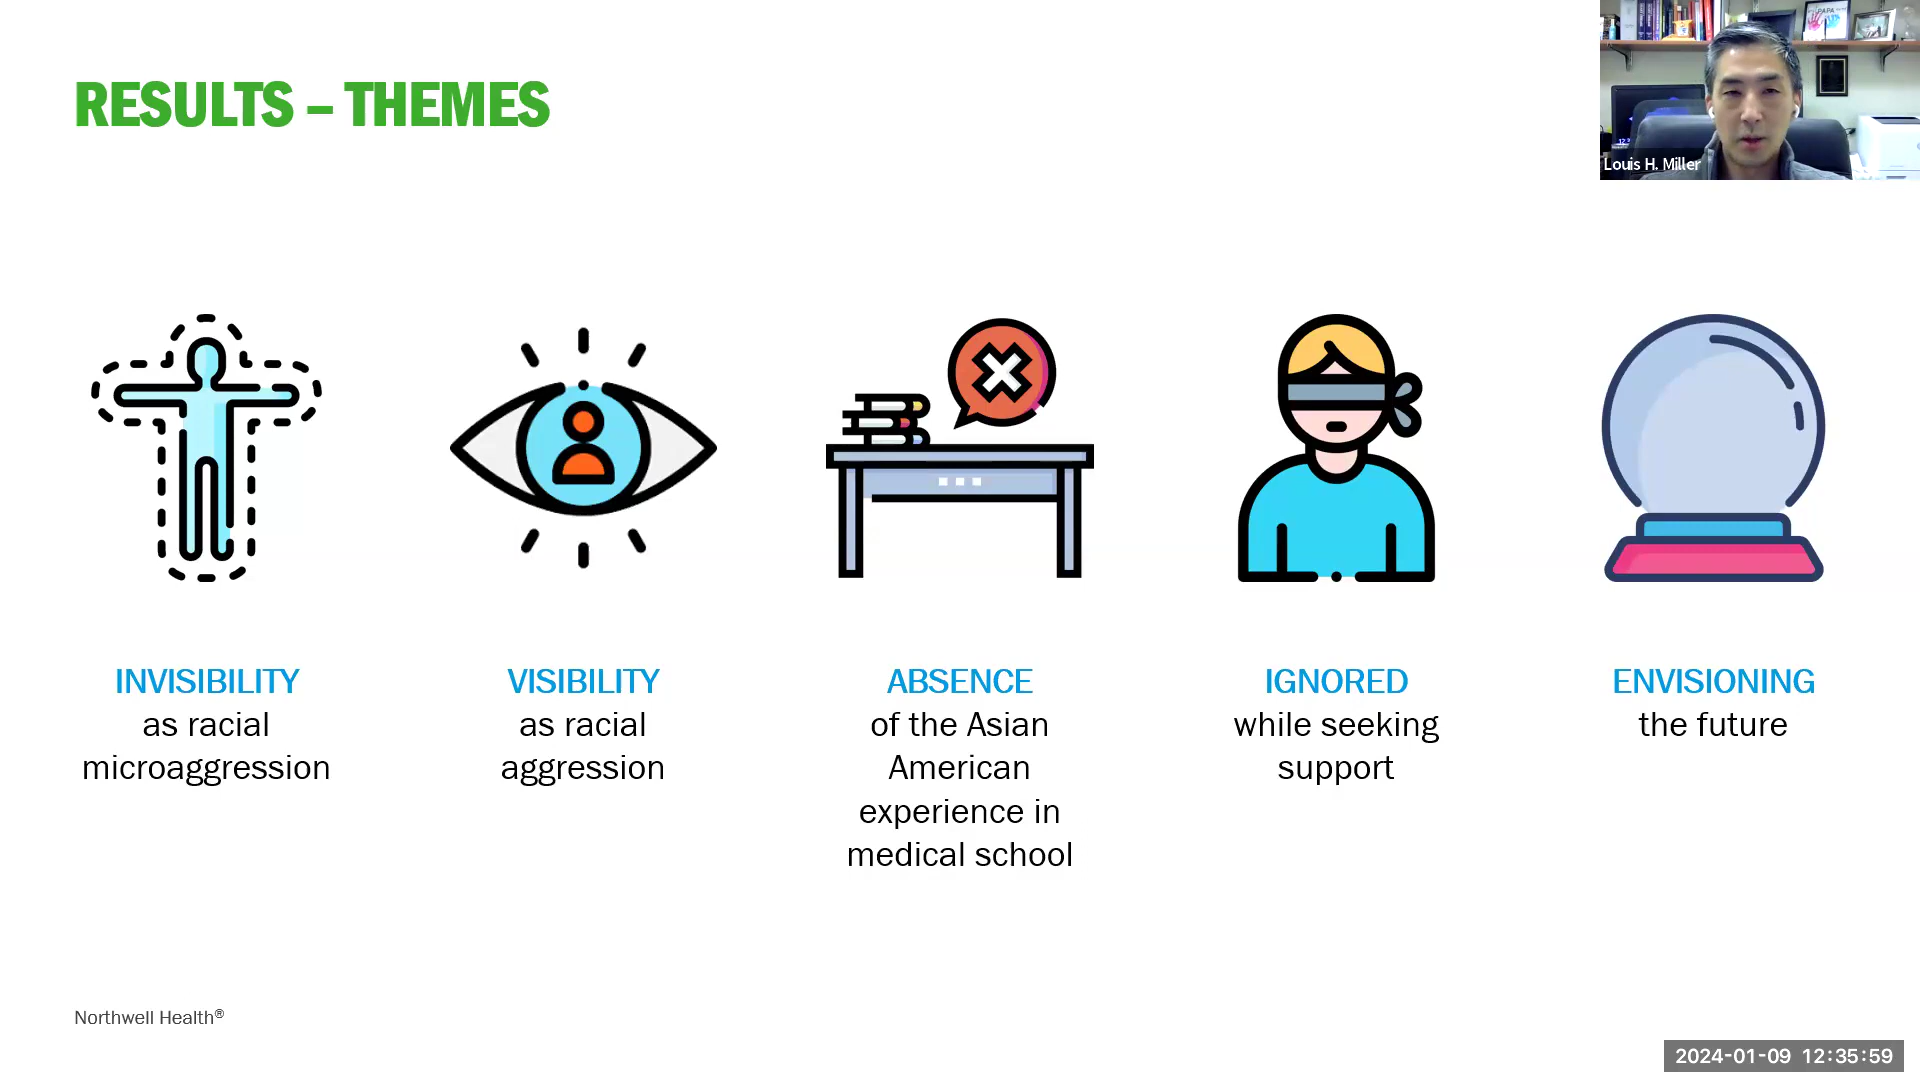 RESULTS – THEMES
PAPA
Louis H. Miller
INVISIBILITY
as racial
microaggression
VISIBILITY
as racial
aggression
ABSENCE
of the Asian
American
experience in
medical school
IGNORED
while seeking
support
ENVISIONING
the future
Northwell Health®
2024-01-09 12:35:59